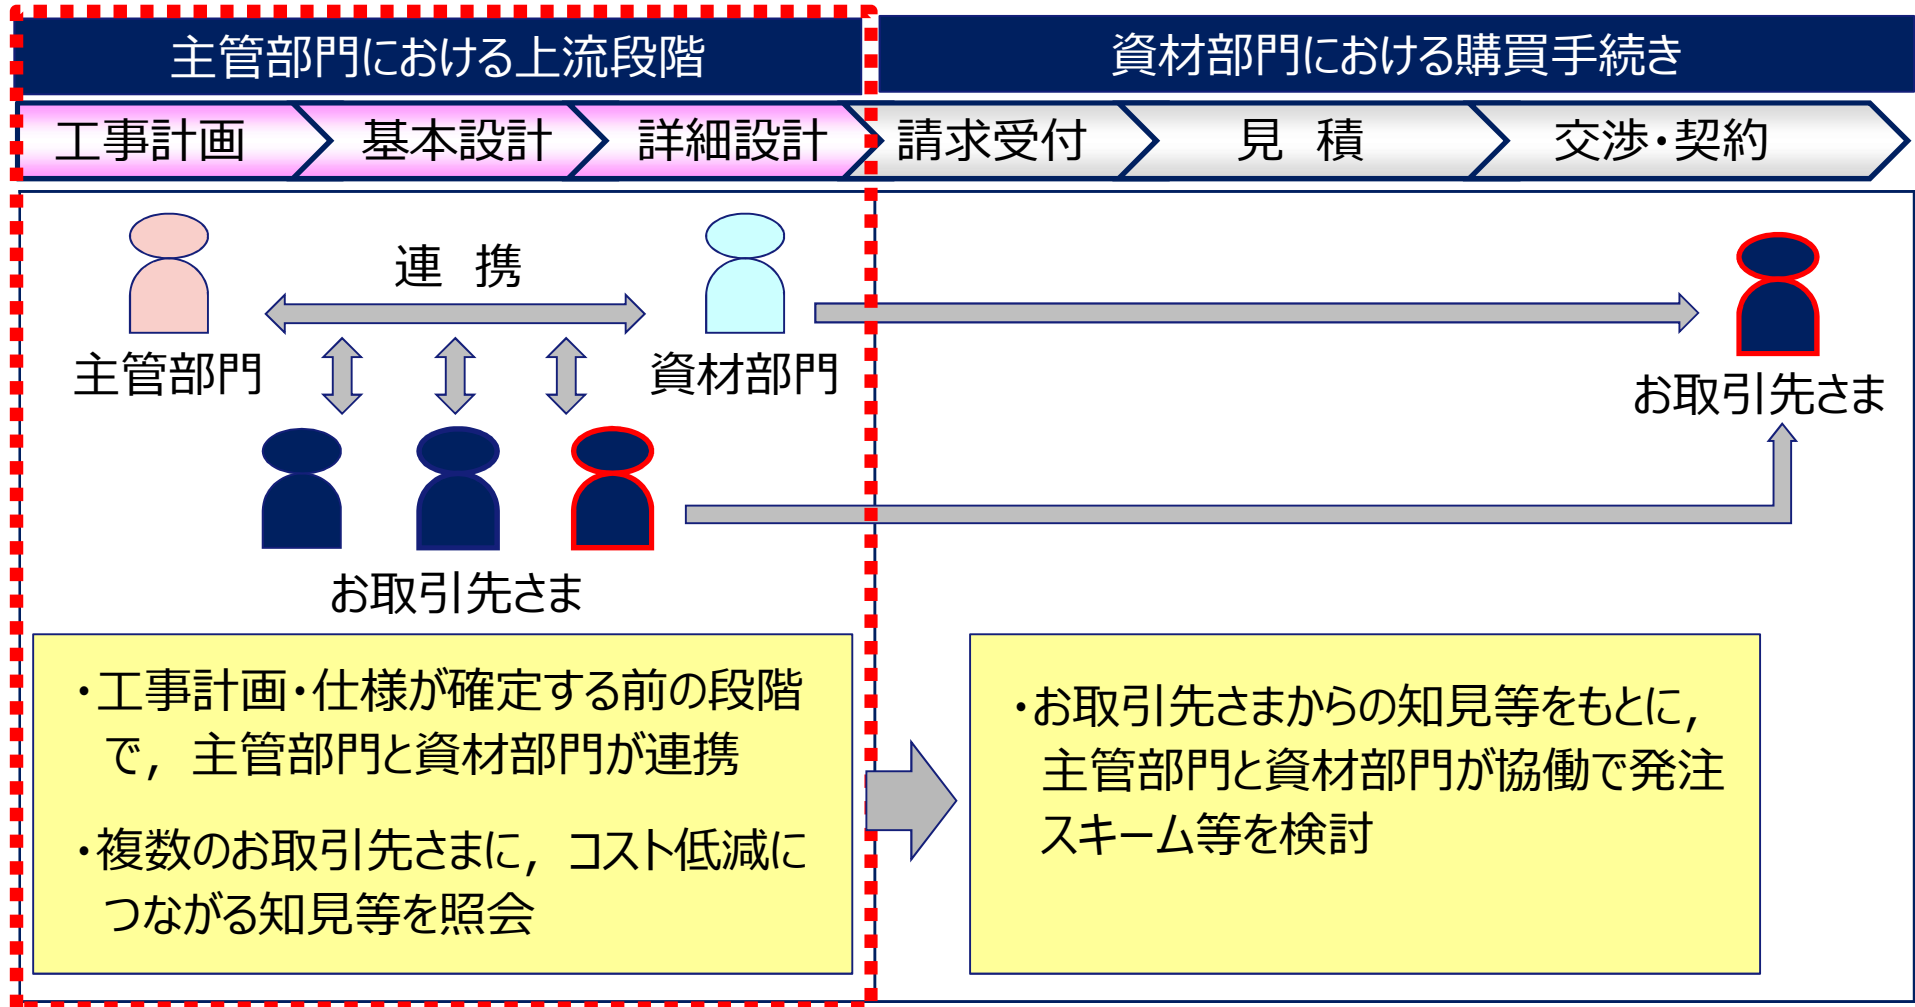 主管部門における上流段階
資材部門における購買手続き
工事計画
基本設計
詳細設計
請求受付
見　積
交渉・契約
連　携
主管部門
資材部門
お取引先さま
お取引先さま
・工事計画・仕様が確定する前の段階
で，主管部門と資材部門が連携
・複数のお取引先さまに，コスト低減に
つながる知見等を照会
・お取引先さまからの知見等をもとに，
主管部門と資材部門が協働で発注
スキーム等を検討